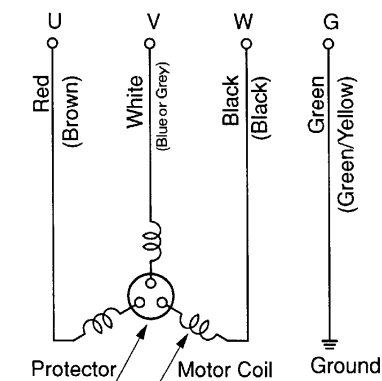 U V W G
Red
(Brown)
White
(Blue or Grey)
Black
(Black)
Green
(Green/Yellow)
Protector
Motor Coil
Ground